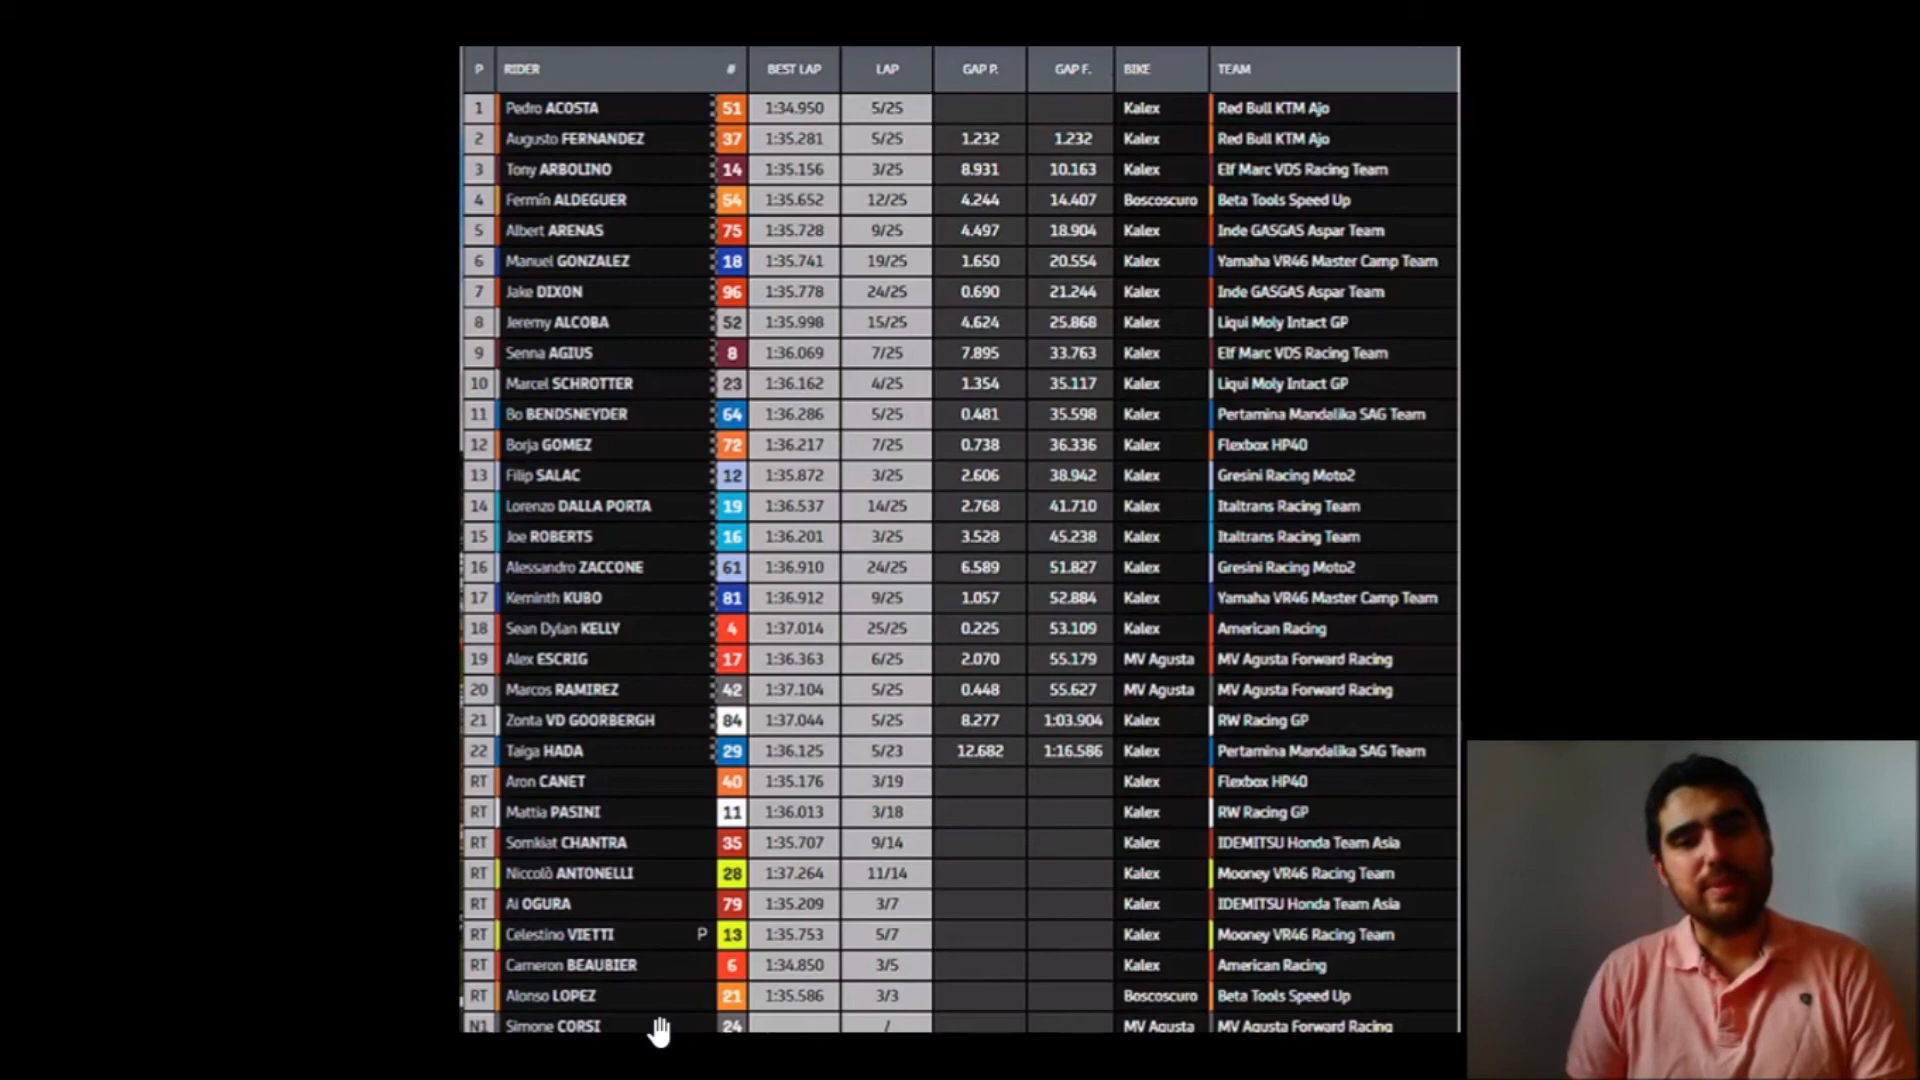 P RIDER # BEST LAP LAP GAP P. GAP F. BIKE TEAM
1 Pedro ACOSTA 51 1:34.950 5/25 Kalex Red Bull KTM Ajo
2 Augusto FERNANDEZ 37 1:35.281 5/25 1.232 1.232 Kalex Red Bull KTM Ajo
3 Tony ARBOLINO 14 1:35.156 3/25 8.931 10.163 Kalex Elf Marc VDS Racing Team
4 Fermín ALDEGUER 54 1:35.652 12/25 4.244 14.407 Boscoscuro Beta Tools Speed Up
5 Albert ARENAS 75 1:35.728 9/25 4.497 18.904 Kalex Inde GASGAS Aspar Team
6 Manuel GONZALEZ 18 1:35.741 19/25 1.650 20.554 Kalex Yamaha VR46 Master Camp Team
7 Jake DIXON 96 1:35.778 24/25 0.690 21.244 Kalex Inde GASGAS Aspar Team
8 Jeremy ALCOBA 52 1:35.998 15/25 4.624 25.868 Kalex Liqui Moly Intact GP
9 Senna AGIUS 8 1:36.069 7/25 7.895 33.763 Kalex Elf Marc VDS Racing Team
10 Marcel SCHROTTER 23 1:36.162 4/25 1.354 35.117 Kalex Liqui Moly Intact GP
11 Bo BENDSNEYDER 64 1:36.286 5/25 0.481 35.598 Kalex Pertamina Mandalika SAG Team
12 Borja GOMEZ 72 1:36.217 7/25 0.738 36.336 Kalex Flexbox HP40
13 Filip SALAC 12 1:35.872 3/25 2.606 38.942 Kalex Gresini Racing Moto2
14 Lorenzo DALLA PORTA 19 1:36.537 14/25 2.768 41.710 Kalex Italtrans Racing Team
15 Joe ROBERTS 16 1:36.201 3/25 3.528 45.238 Kalex Italtrans Racing Team
16 Alessandro ZACCONE 61 1:36.910 24/25 6.589 51.827 Kalex Gresini Racing Moto2
17 Keminth KUBO 81 1:36.912 9/25 1.057 52.884 Kalex Yamaha VR46 Master Camp Team
18 Sean Dylan KELLY 4 1:37.014 25/25 0.225 53.109 Kalex American Racing
19 Alex ESCRIG 17 1:36.363 6/25 2.070 55.179 MV Agusta MV Agusta Forward Racing
20 Marcos RAMIREZ 42 1:37.104 5/25 0.448 55.627 MV Agusta MV Agusta Forward Racing
21 Zonta VD GOORBERGH 84 1:37.044 5/25 8.277 1:03.904 Kalex RW Racing GP
22 Taiga HADA 29 1:36.125 5/23 12.682 1:16.586 Kalex Pertamina Mandalika SAG Team
RT Aron CANET 40 1:35.176 3/19 Kalex Flexbox HP40
RT Mattia PASINI 11 1:36.013 3/18 Kalex RW Racing GP
RT Somkiat CHANTRA 35 1:35.707 9/14 Kalex IDEMITSU Honda Team Asia
RT Niccolò ANTONELLI 28 1:37.264 11/14 Kalex Mooney VR46 Racing Team
RT Ai OGURA 79 1:35.209 3/7 Kalex IDEMITSU Honda Team Asia
RT Celestino VIETTI P 13 1:35.753 5/7 Kalex Mooney VR46 Racing Team
RT Cameron BEAUBIER 6 1:34.850 3/5 Kalex American Racing
RT Alonso LOPEZ 21 1:35.586 3/3 Boscoscuro Beta Tools Speed Up
N1 Simone CORSI 24 / MV Agusta MV Agusta Forward Racing